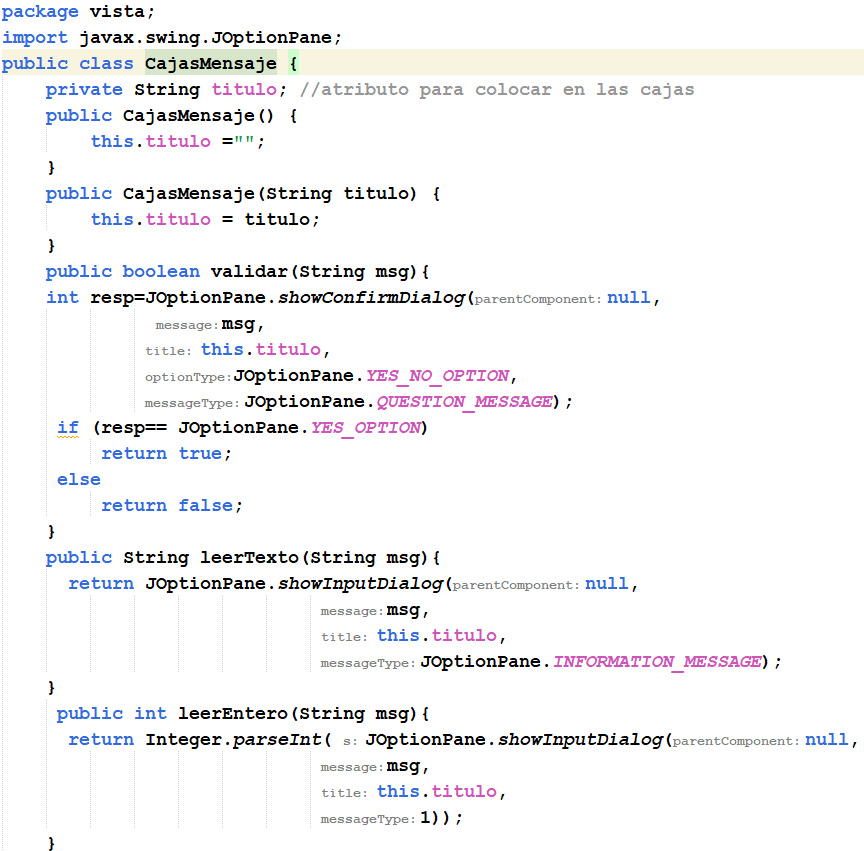 package vista;
import javax.swing.JOptionPane;
public class CajasMensaje {
    private String titulo; //atributo para colocar en las cajas
    public CajasMensaje() {
        this.titulo ="";
    }
    public CajasMensaje(String titulo) {
        this.titulo = titulo;
    }
    public boolean validar(String msg){
    int resp=JOptionPane.showConfirmDialog(parentComponent: null,
              message: msg,
             title: this.titulo,
             optionType: JOptionPane.YES_NO_OPTION,
             messageType: JOptionPane.QUESTION_MESSAGE);
     if (resp== JOptionPane.YES_OPTION)
         return true;
     else
         return false;
    }
    public String leerTexto(String msg){
      return JOptionPane.showInputDialog(parentComponent: null,
                             message: msg,
                             title: this.titulo,
                             messageType: JOptionPane.INFORMATION_MESSAGE);
    }
     public int leerEntero(String msg){
      return Integer.parseInt( s: JOptionPane.showInputDialog(parentComponent: null,
                             message: msg,
                             title: this.titulo,
                             messageType: 1));
    }